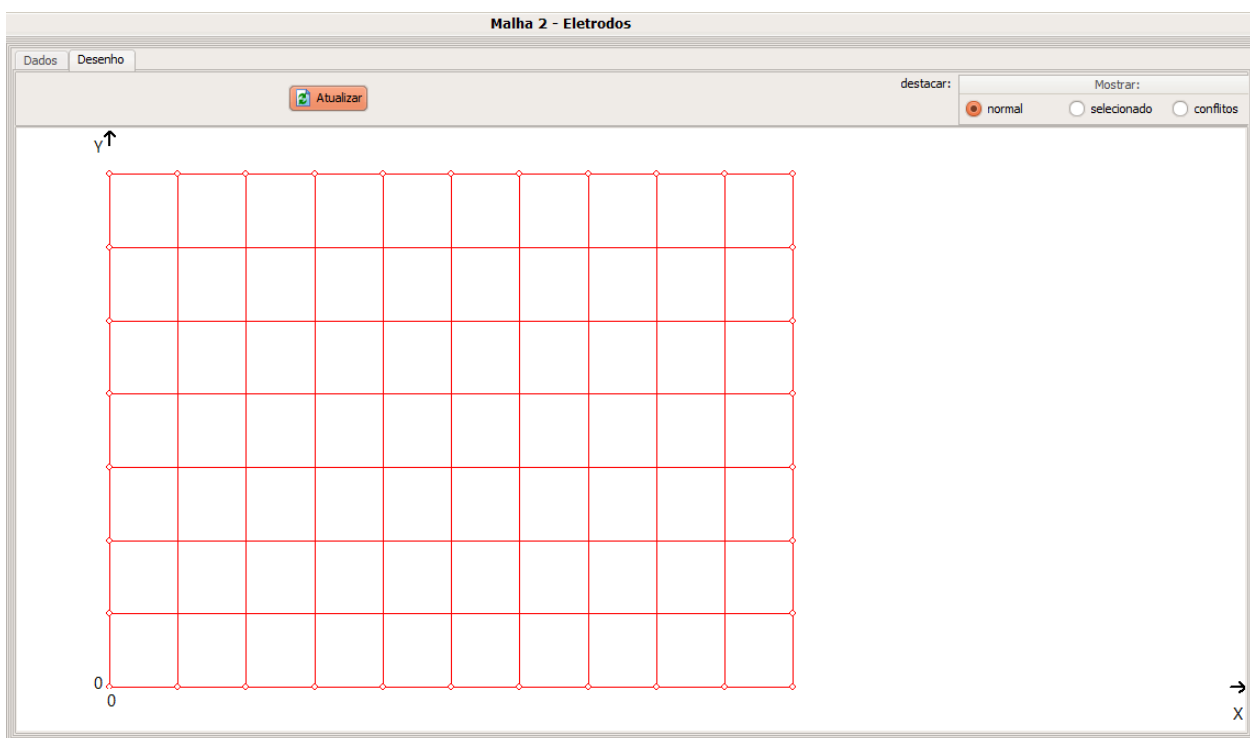 Malha 2 - Eletrodos
Dados Desenho
Atualizar
destacar:
Mostrar:
normal selecionado conflitos
Y
0
0
X